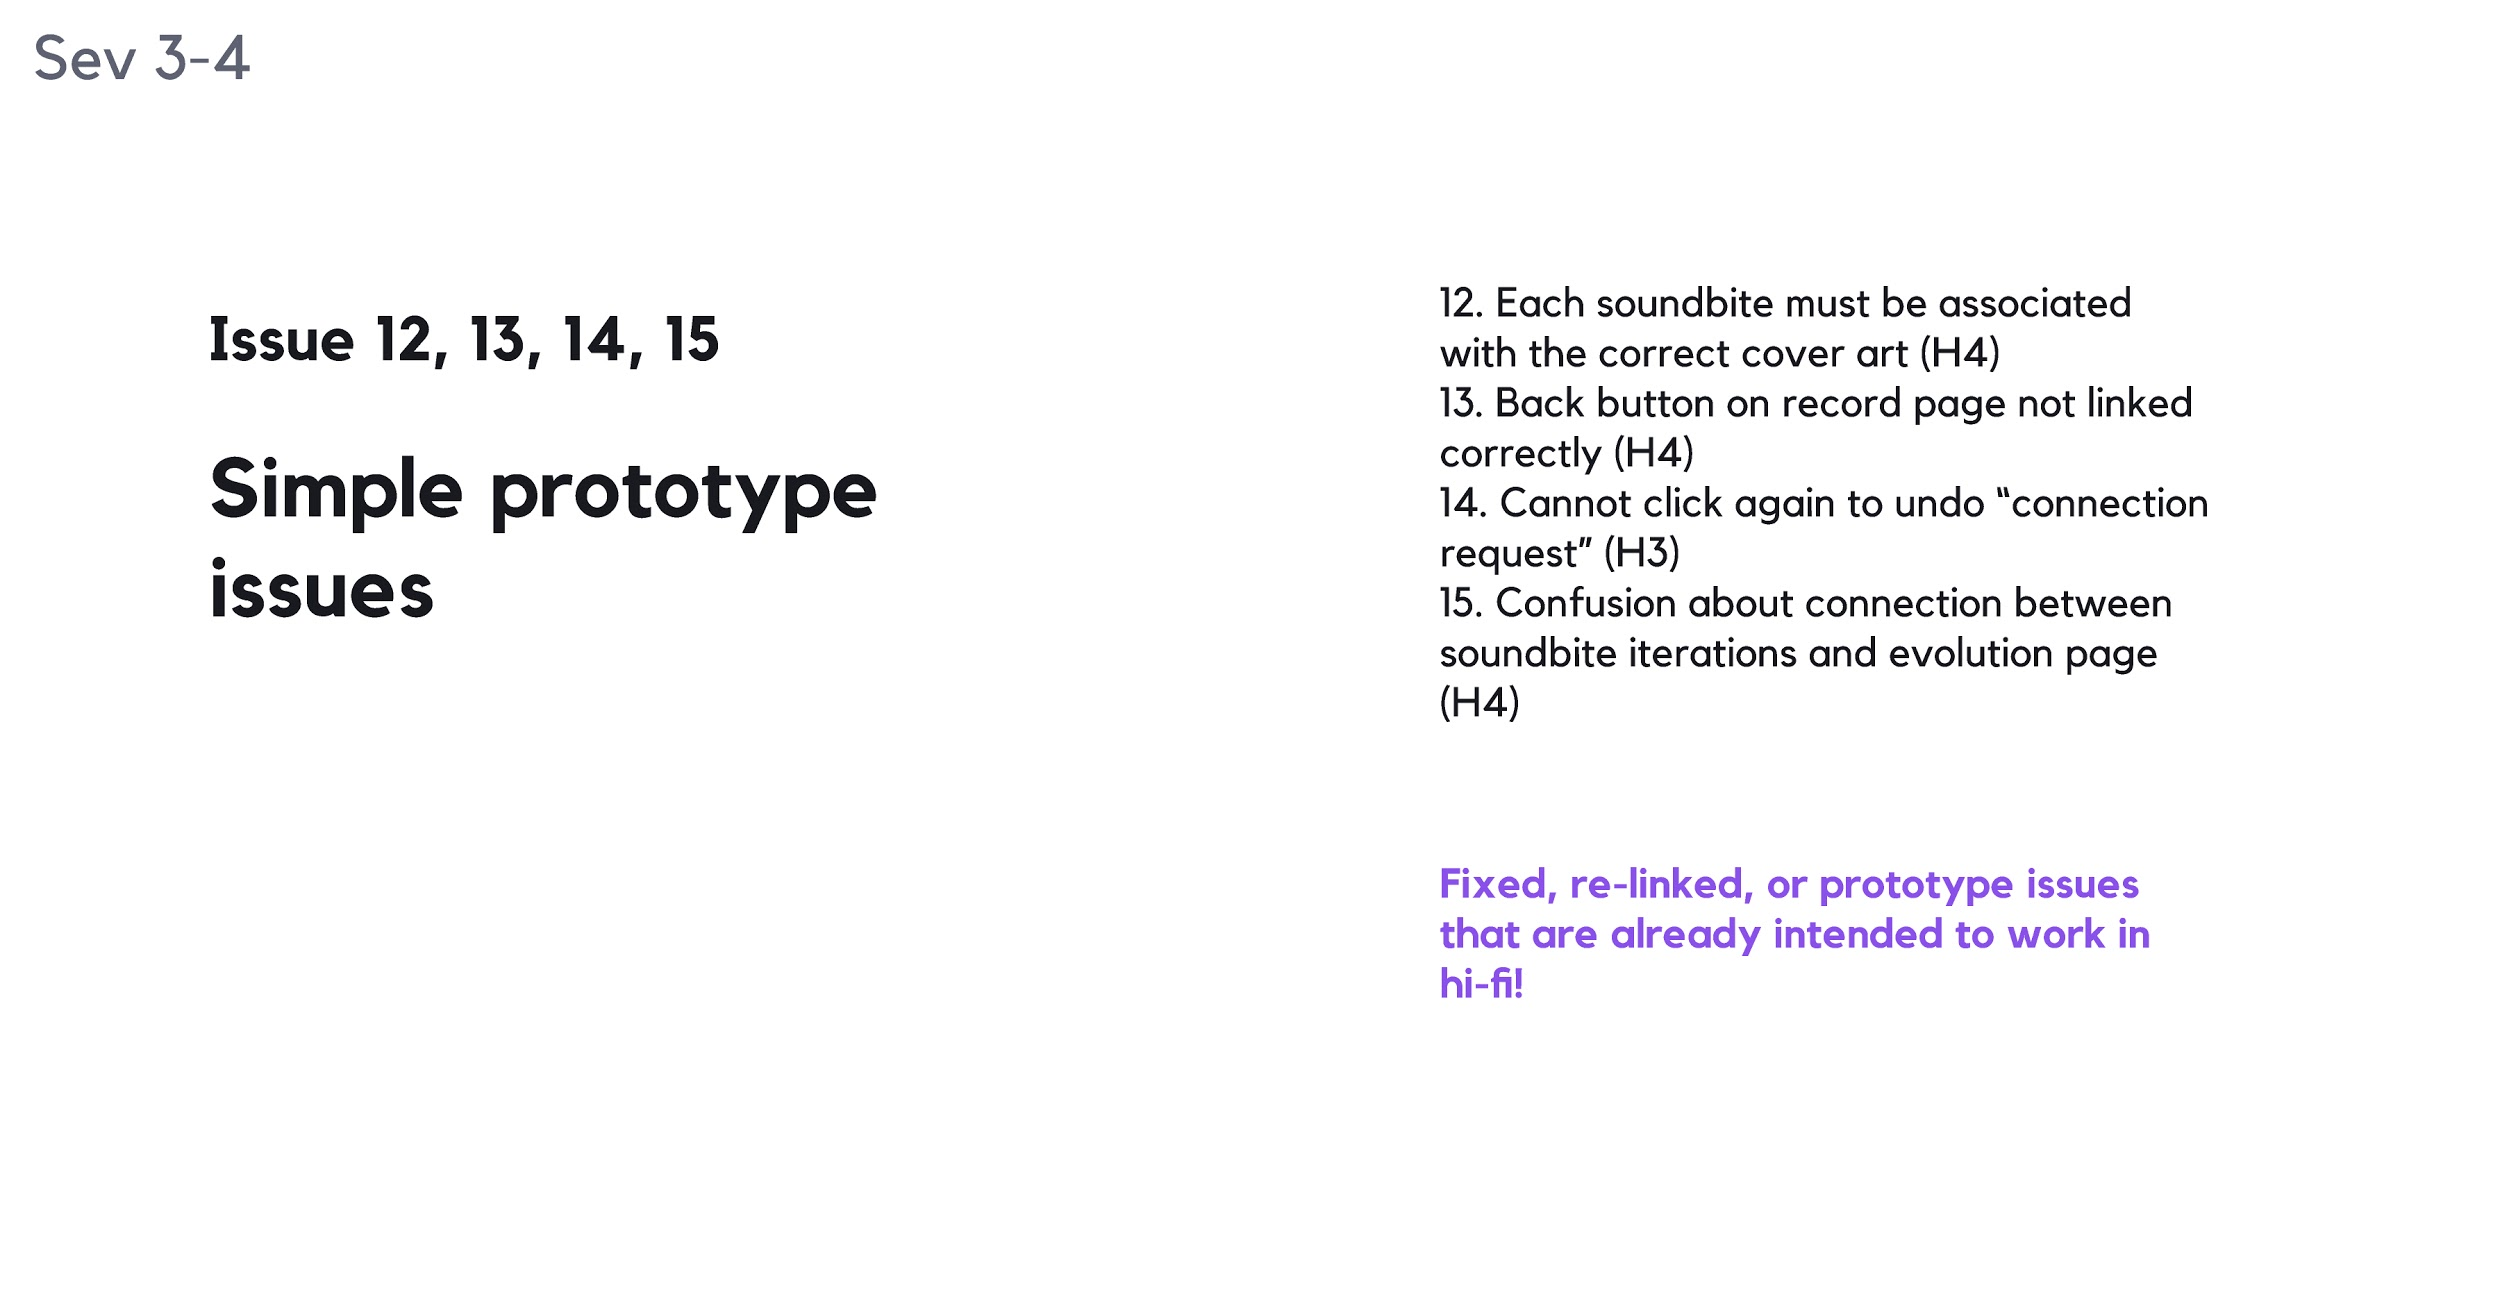 Sev 3-4
Issue 12, 13, 14, 15
Simple prototype
issues
12. Each soundbite must be associated
with the correct cover art (H4)
13. Back button on record page not linked
correctly (H4)
14. Cannot click again to undo “connection
request” (H3)
15. Confusion about connection between
soundbite iterations and evolution page
(H4)
Fixed, re-linked, or prototype issues
that are already intended to work in
hi-fi!